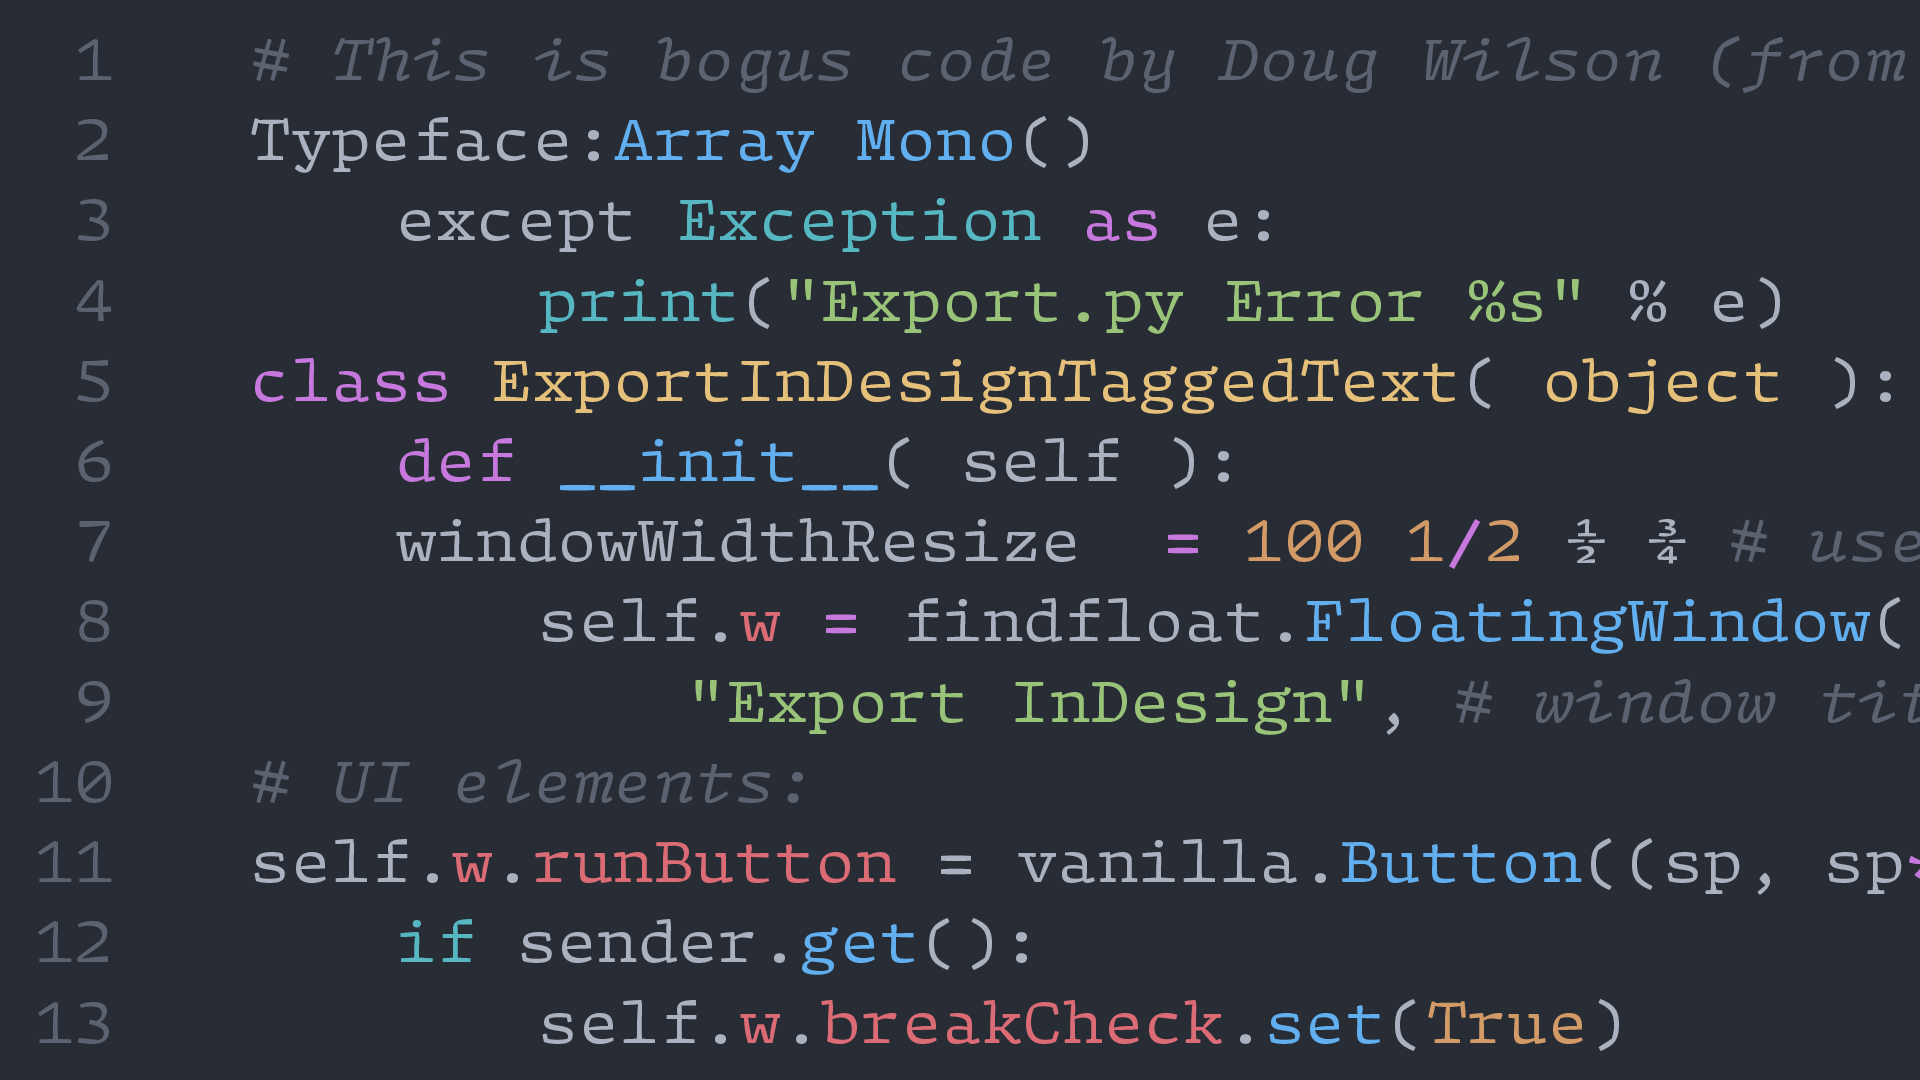 1 # This is bogus code by Doug Wilson (from
2 Typeface:Array Mono()
3 except Exception as e:
4 print("Export.py Error %s" % e)
5 class ExportInDesignTaggedText( object ):
6 def __init__( self ):
7 windowWidthResize = 100 1/2 ½ ¾ # use
8 self.w = findfloat.FloatingWindow(
9 "Export InDesign", # window tit
10 # UI elements:
11 self.w.runButton = vanilla.Button((sp, sp*
12 if sender.get():
13 self.w.breakCheck.set(True)